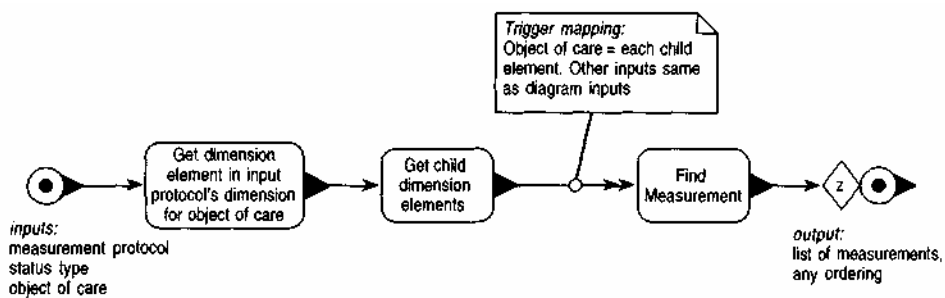 Trigger mapping:
Object of care = each child
element. Other inputs same
as diagram inputs
Get dimension
element in input
protocol's dimension
for object of care
Get child
dimension
elements
Find
Measurement
z
inputs:
measurement protocol
status type
object of care
output:
list of measurements,
any ordering